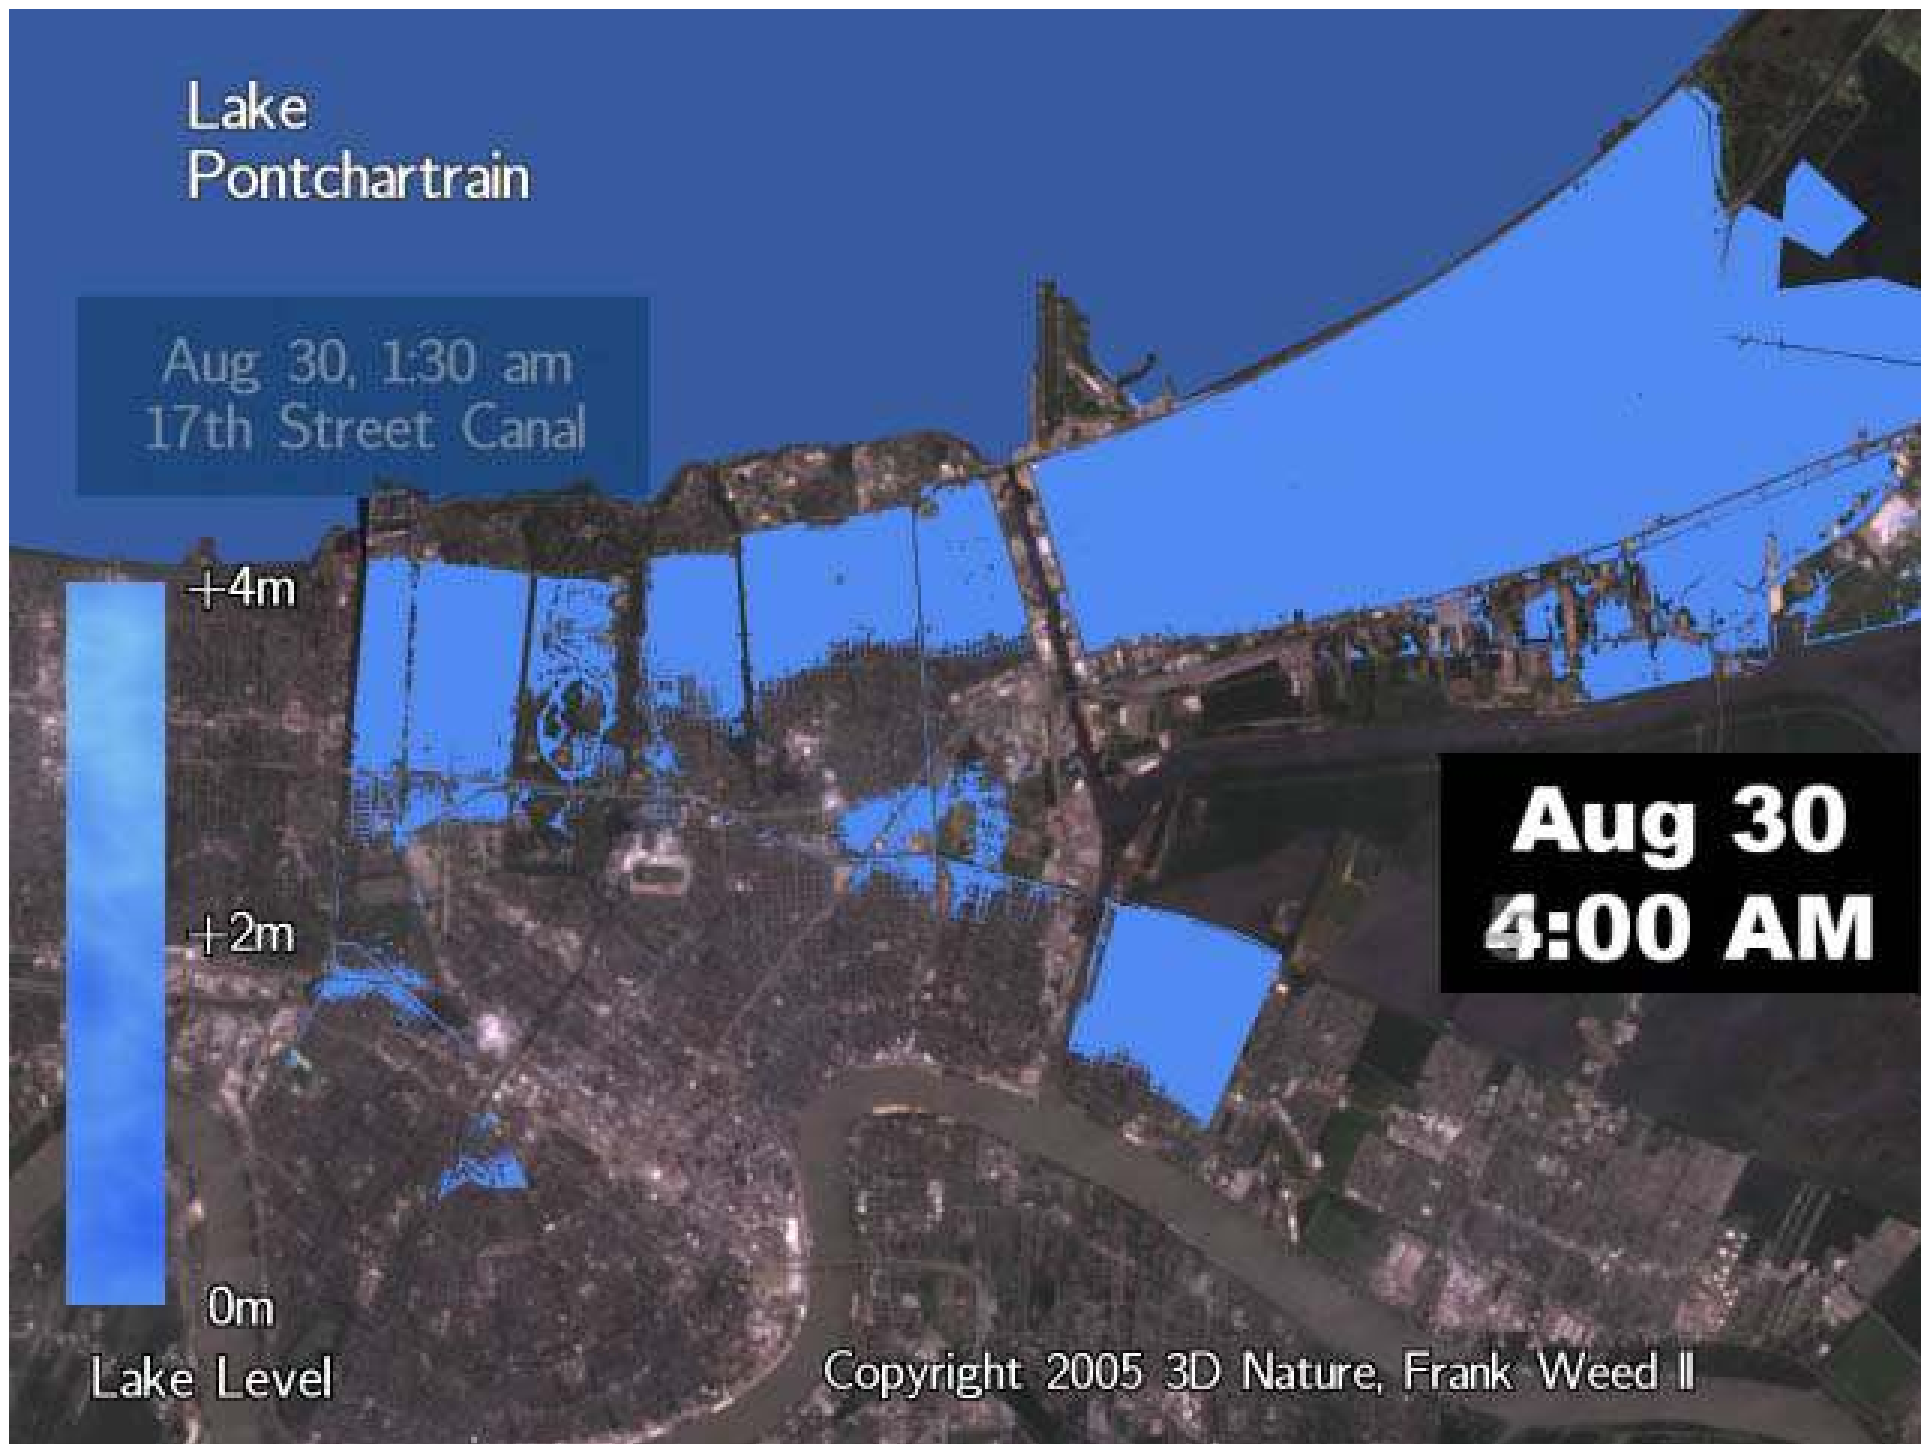 Lake
Pontchartrain
Aug 30, 1:30 am
17th Street Canal
+4m
+2m
0m
Lake Level
Aug 30
4:00 AM
Copyright 2005 3D Nature, Frank Weed II